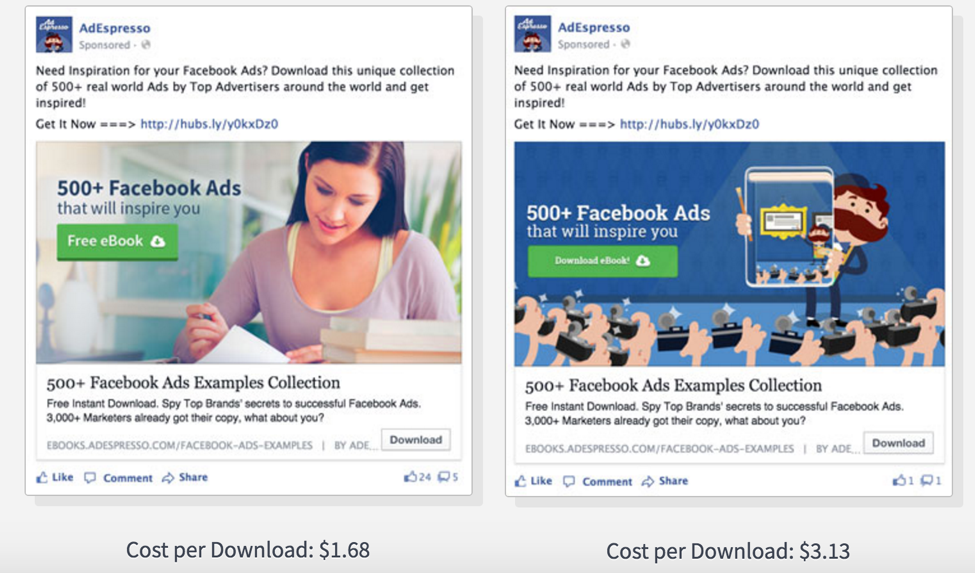 Ad Espresso
AdEspresso
Sponsored ·
Need Inspiration for your Facebook Ads? Download this unique collection
of 500+ real world Ads by Top Advertisers around the world and get
inspired!
Get It Now ===> http://hubs.ly/y0kxDz0
500+ Facebook Ads
that will inspire you
Free eBook
500+ Facebook Ads Examples Collection
Free Instant Download. Spy Top Brands' secrets to successful Facebook Ads.
3,000+ Marketers already got their copy, what about you?
EBOOKS.ADESPRESSO.COM/FACEBOOK-ADS-EXAMPLES | BY ADE...
Download
Like Comment Share 24 5
Cost per Download: $1.68
Ad Espresso
AdEspresso
Sponsored ·
Need Inspiration for your Facebook Ads? Download this unique collection
of 500+ real world Ads by Top Advertisers around the world and get
inspired!
Get It Now ===> http://hubs.ly/y0kxDz0
500+ Facebook Ads
that will inspire you
Download eBook!
500+ Facebook Ads Examples Collection
Free Instant Download. Spy Top Brands' secrets to successful Facebook Ads.
3,000+ Marketers already got their copy, what about you?
EBOOKS.ADESPRESSO.COM/FACEBOOK-ADS-EXAMPLES | BY ADE...
Download
Like Comment Share 1 1
Cost per Download: $3.13